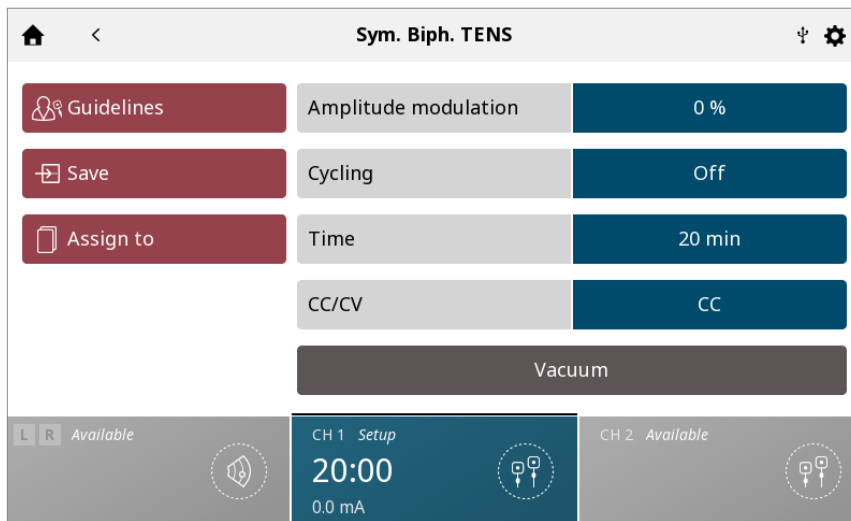 Sym. Biph. TENS
Guidelines
Amplitude modulation 0 %
Save
Cycling Off
Assign to
Time 20 min
CC/CV CC
Vacuum
L R Available
CH 1 Setup
20:00
0.0 mA
CH 2 Available